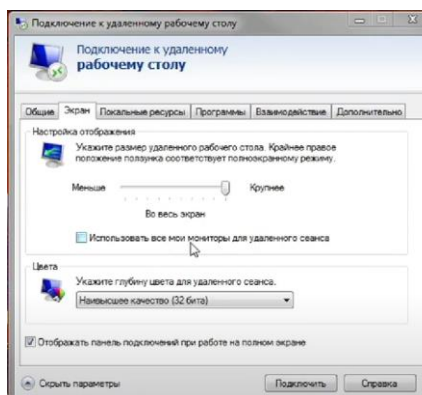 Подключение к удаленному рабочему столу
Подключение к удаленному
рабочему столу
Общие Экран Локальные ресурсы Программы Взаимодействие Дополнительно
Настройка отображения
Укажите размер удаленного рабочего стола. Крайнее правое
положение ползунка соответствует полноэкранному режиму.
Меньше Крупнее
Во весь экран
Использовать все мои мониторы для удаленного сеанса
Цвета
Укажите глубину цвета для удаленного сеанса.
Наивысшее качество (32 бита)
Отображать панель подключений при работе на полном экране
Скрыть параметры Подключить Справка